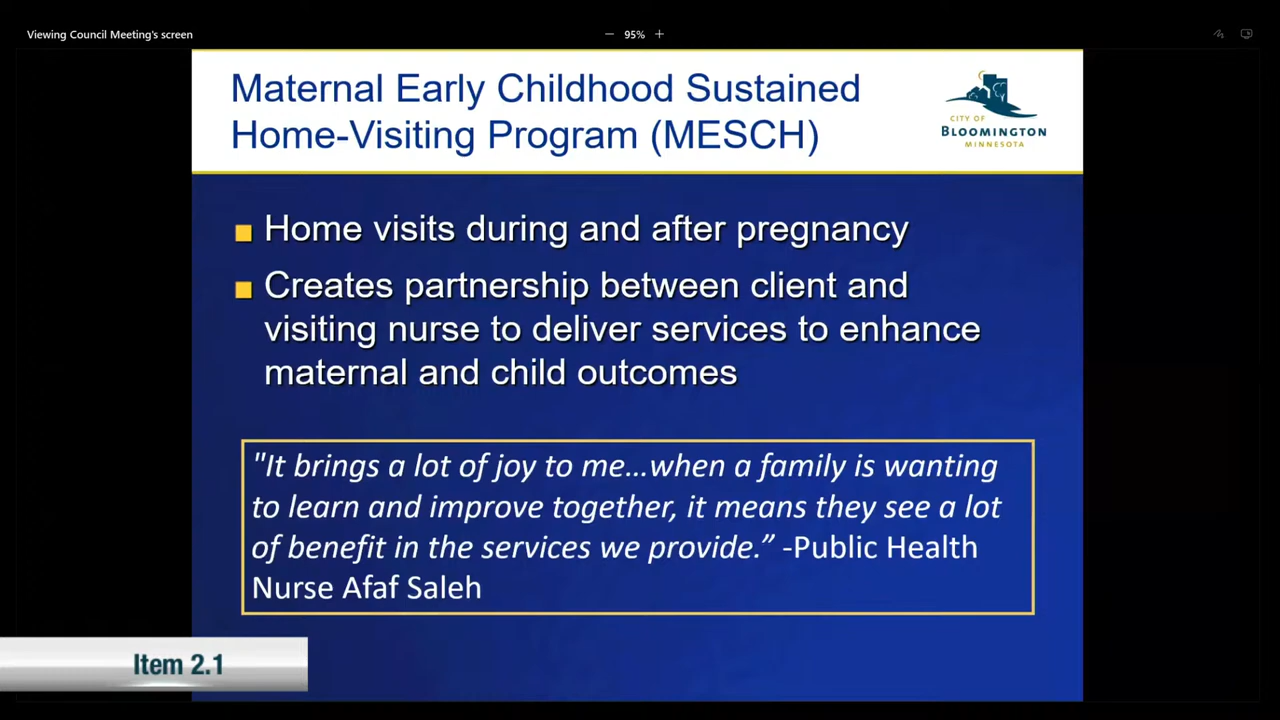 Viewing Council Meeting's screen
— 95% +
Maternal Early Childhood Sustained
Home-Visiting Program (MESCH)
CITY OF
BLOOMINGTON
MINNESOTA
Home visits during and after pregnancy
Creates partnership between client and
visiting nurse to deliver services to enhance
maternal and child outcomes
"It brings a lot of joy to me…when a family is wanting
to learn and improve together, it means they see a lot
of benefit in the services we provide.” -Public Health
Nurse Afaf Saleh
Item 2.1